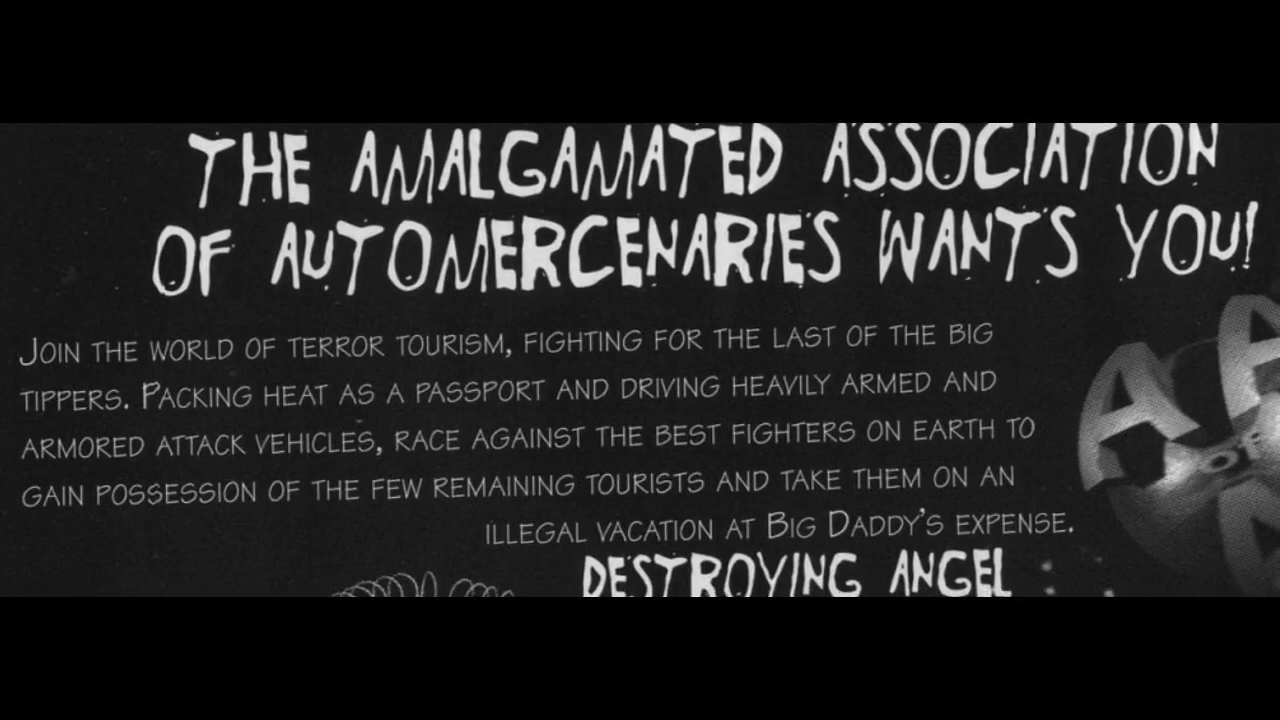 THE AMALGAMATED ASSOCIATION
OF AUTOMERCENARIES WANTS YOU!
JOIN THE WORLD OF TERROR TOURISM, FIGHTING FOR THE LAST OF THE BIG
TIPPERS. PACKING HEAT AS A PASSPORT AND DRIVING HEAVILY ARMED AND
ARMORED ATTACK VEHICLES, RACE AGAINST THE BEST FIGHTERS ON EARTH TO
GAIN POSSESSION OF THE FEW REMAINING TOURISTS AND TAKE THEM ON AN
ILLEGAL VACATION AT BIG DADDY'S EXPENSE.
A A OF A
DESTROYING ANGEL